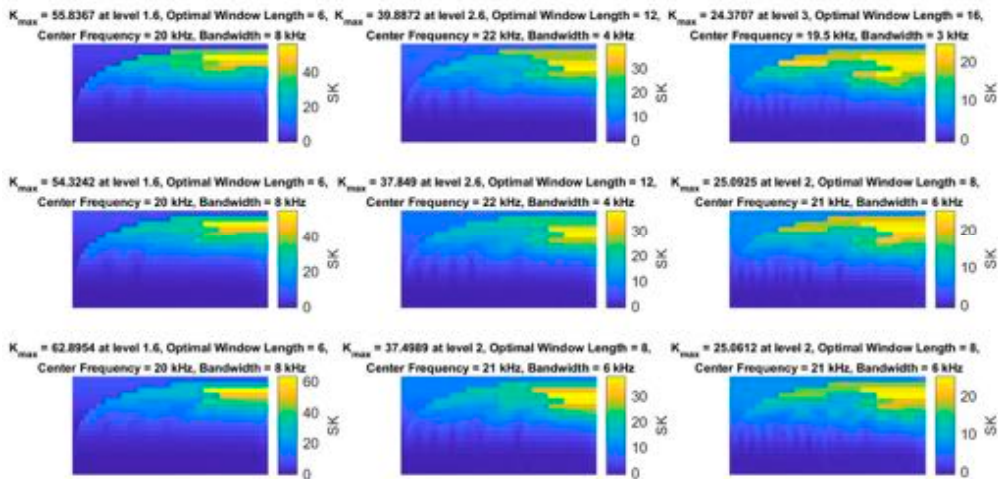 Kmax = 55.8367 at level 1.6, Optimal Window Length = 6,
Center Frequency = 20 kHz, Bandwidth = 8 kHz
40
20
0
SK
Kmax = 39.8872 at level 2.6, Optimal Window Length = 12,
Center Frequency = 22 kHz, Bandwidth = 4 kHz
30
20
10
0
SK
Kmax = 24.3707 at level 3, Optimal Window Length = 16,
Center Frequency = 19.5 kHz, Bandwidth = 3 kHz
20
10
0
SK
Kmax = 54.3242 at level 1.6, Optimal Window Length = 6,
Center Frequency = 20 kHz, Bandwidth = 8 kHz
40
20
0
SK
Kmax = 37.849 at level 2.6, Optimal Window Length = 12,
Center Frequency = 22 kHz, Bandwidth = 4 kHz
30
20
10
0
SK
Kmax = 25.0925 at level 2, Optimal Window Length = 8,
Center Frequency = 21 kHz, Bandwidth = 6 kHz
20
10
0
SK
Kmax = 62.8954 at level 1.6, Optimal Window Length = 6,
Center Frequency = 20 kHz, Bandwidth = 8 kHz
60
40
20
0
SK
Kmax = 37.4989 at level 2, Optimal Window Length = 8,
Center Frequency = 21 kHz, Bandwidth = 6 kHz
30
20
10
0
SK
Kmax = 25.0612 at level 2, Optimal Window Length = 8,
Center Frequency = 21 kHz, Bandwidth = 6 kHz
20
10
0
SK